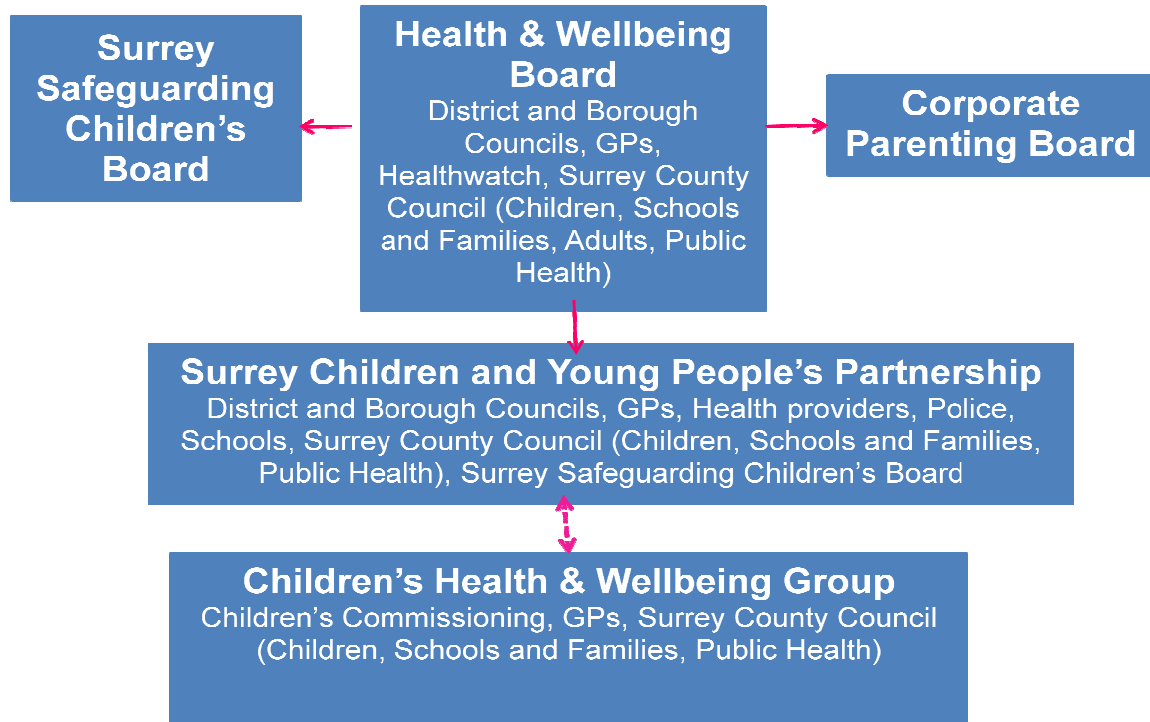 Surrey
Safeguarding
Children’s
Board
Health & Wellbeing
Board
District and Borough
Councils, GPs,
Healthwatch, Surrey County
Council (Children, Schools
and Families, Adults, Public
Health)
Corporate
Parenting Board
Surrey Children and Young People’s Partnership
District and Borough Councils, GPs, Health providers, Police,
Schools, Surrey County Council (Children, Schools and Families,
Public Health), Surrey Safeguarding Children’s Board
Children’s Health & Wellbeing Group
Children’s Commissioning, GPs, Surrey County Council
(Children, Schools and Families, Public Health)